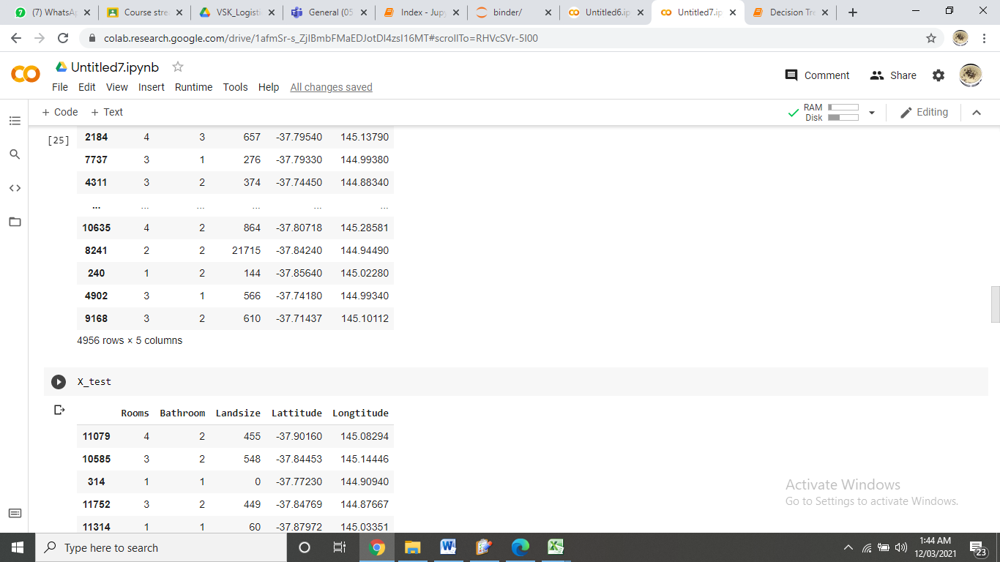 (7) WhatsA
Course stre
VSK_Logist
General (05
Index - Jup
binder/
Untitled6.ip
Untitled7.ip
Decision Tre
colab.research.google.com/drive/1afmSr-s_ZjIBmbFMaEDJotDI4zsI16MT#scrollTo=RHVcSVr-5I00
Untitled7.ipynb
Comment
Share
File Edit View Insert Runtime Tools Help All changes saved
+ Code + Text
RAM
Disk
Editing
[25]
2184 4 3 657 -37.79540 145.13790
7737 3 1 276 -37.79330 144.99380
4311 3 2 374 -37.74450 144.88340
... ... ... ... ... ...
10635 4 2 864 -37.80718 145.28581
8241 2 2 21715 -37.84240 144.94490
240 1 2 144 -37.85640 145.02280
4902 3 1 566 -37.74180 144.99340
9168 3 2 610 -37.71437 145.10112
4956 rows × 5 columns
X_test
Rooms Bathroom Landsize Lattitude Longtitude
11079 4 2 455 -37.90160 145.08294
10585 3 2 548 -37.84453 145.14446
314 1 1 0 -37.77230 144.90940
11752 3 2 449 -37.84769 144.87667
11314 1 1 60 -37.87972 145.03351
Activate Windows
Go to Settings to activate Windows.
Type here to search
1:44 AM
12/03/2021
23